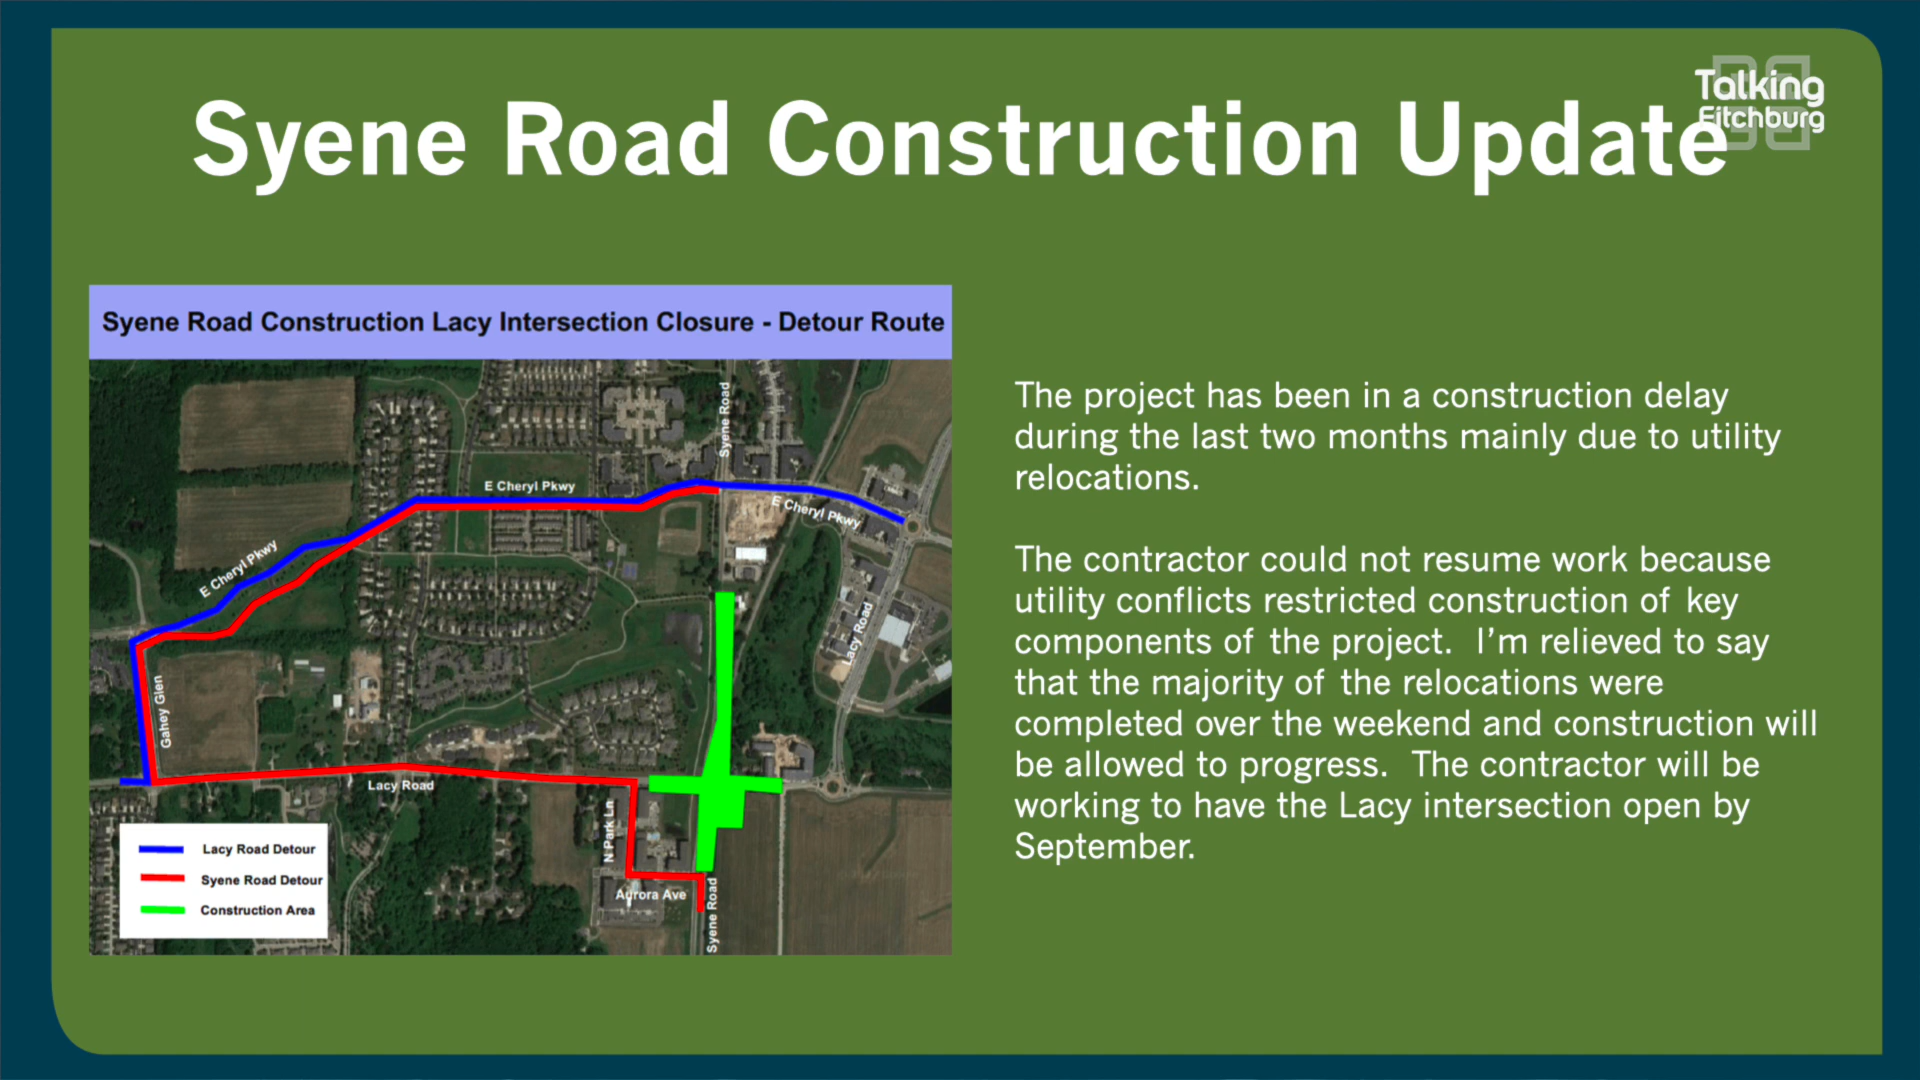 Talking
Fitchburg
Syene Road Construction Update
Syene Road Construction Lacy Intersection Closure - Detour Route
Syene Road
E Cheryl Pkwy
E Cheryl Pkwy
E Cheryl Pkwy
Lacy Road
Gahey Glen
Lacy Road
N Park Ln
Aurora Ave
Syene Road
Lacy Road Detour
Syene Road Detour
Construction Area
The project has been in a construction delay
during the last two months mainly due to utility
relocations.
The contractor could not resume work because
utility conflicts restricted construction of key
components of the project. I'm relieved to say
that the majority of the relocations were
completed over the weekend and construction will
be allowed to progress. The contractor will be
working to have the Lacy intersection open by
September.